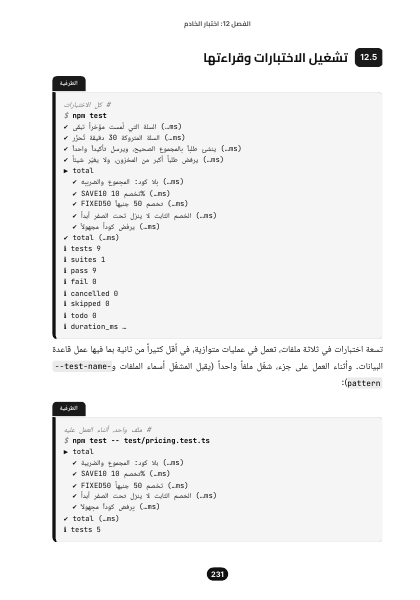 الفصل 12: اختبار الخادم
12.5 تشغيل الاختبارات وقراءتها
الطرفية
# كل الاختبارات
$ npm test
✔ السلة التي لُمست مؤخراً تبقى (…ms)
✔ السلة المتروكة 30 دقيقة تُحرَّر (…ms)
✔ ينشئ طلباً بالمجموع الصحيح، ويرسل تأكيداً واحداً (…ms)
✔ يرفض طلباً أكبر من المخزون، ولا يغيّر شيئاً (…ms)
▶ total
✔ بلا كود: المجموع والضريبة (…ms)
✔ SAVE10 تخصم 10% (…ms)
✔ FIXED50 تخصم 50 جنيهاً (…ms)
✔ الخصم الثابت لا ينزل تحت الصفر أبداً (…ms)
✔ يرفض كوداً مجهولاً (…ms)
✔ total (…ms)
ℹ tests 9
ℹ suites 1
ℹ pass 9
ℹ fail 0
ℹ cancelled 0
ℹ skipped 0
ℹ todo 0
ℹ duration_ms …
تسعة اختبارات في ثلاثة ملفات، تعمل في عمليات متوازية، في أقل كثيراً من ثانية بما فيها عمل قاعدة
البيانات. وأثناء العمل على جزء، شغّل ملفاً واحداً (يقبل المشغّل أسماء الملفات و--test-name-
pattern):
الطرفية
# ملف واحد، أثناء العمل عليه
$ npm test -- test/pricing.test.ts
▶ total
✔ بلا كود: المجموع والضريبة (…ms)
✔ SAVE10 تخصم 10% (…ms)
✔ FIXED50 تخصم 50 جنيهاً (…ms)
✔ الخصم الثابت لا ينزل تحت الصفر أبداً (…ms)
✔ يرفض كوداً مجهولاً (…ms)
✔ total (…ms)
ℹ tests 5
231